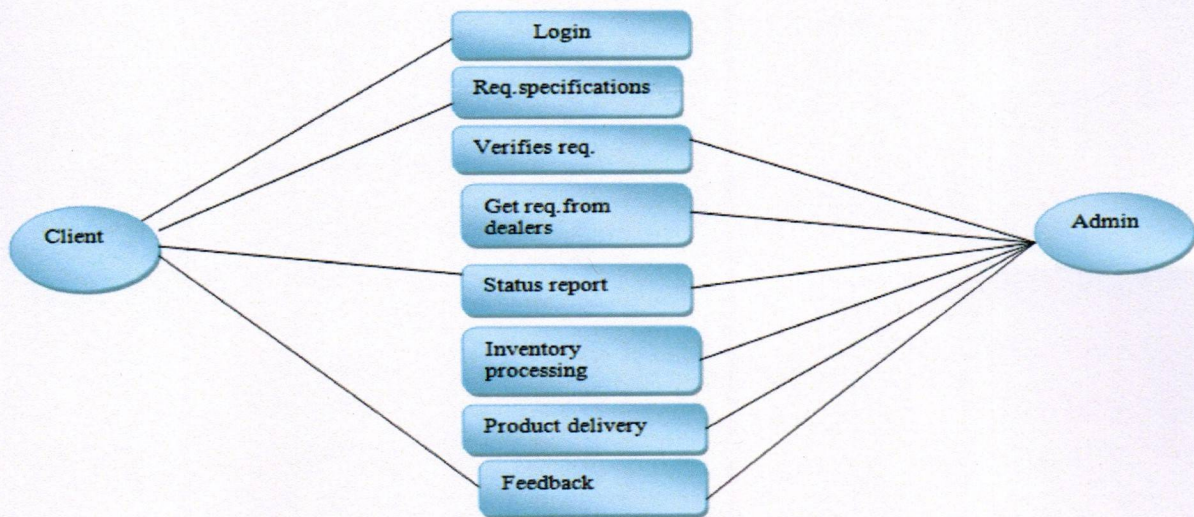 Login
Req.specifications
Verifies req.
Get req.from
dealers
Client
Admin
Status report
Inventory
processing
Product delivery
Feedback